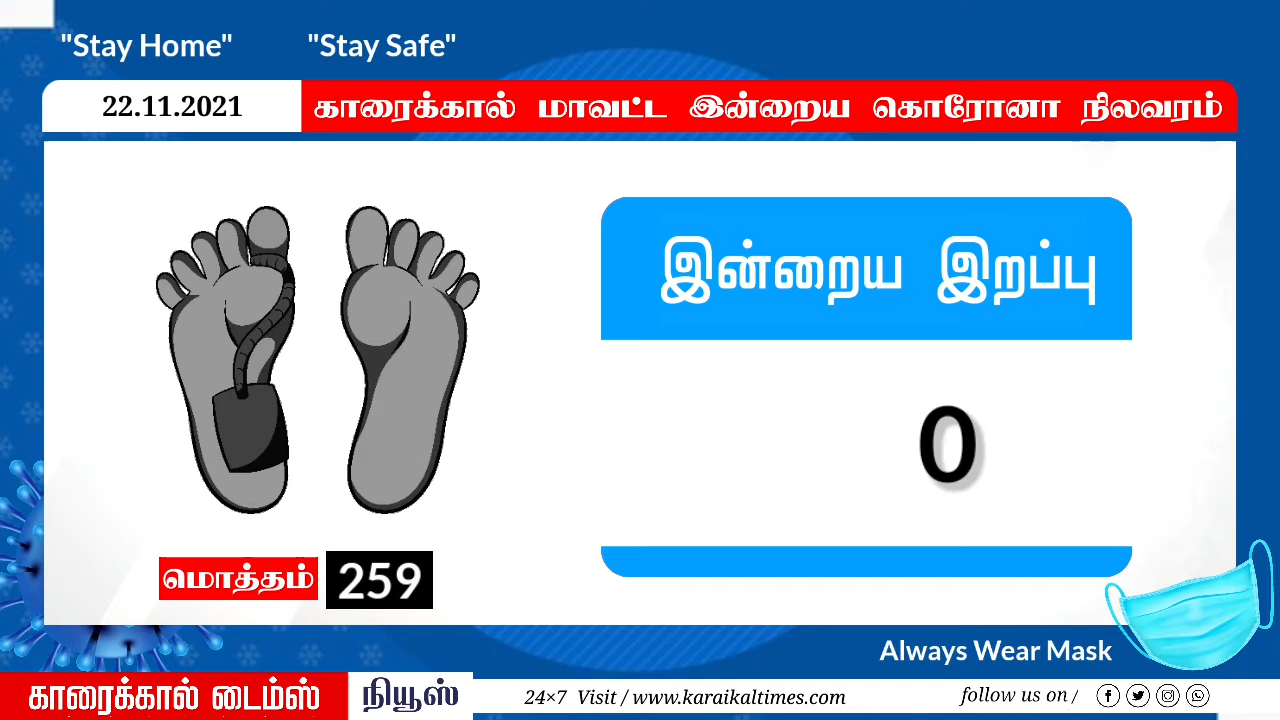 "Stay Home" "Stay Safe"
22.11.2021 காரைக்கால் மாவட்ட இன்றைய கொரோனா நிலவரம்
இன்றைய இறப்பு
0
மொத்தம் 259
Always Wear Mask
காரைக்கால் டைம்ஸ் நியூஸ் 24×7 Visit / www.karaikaltimes.com follow us on /